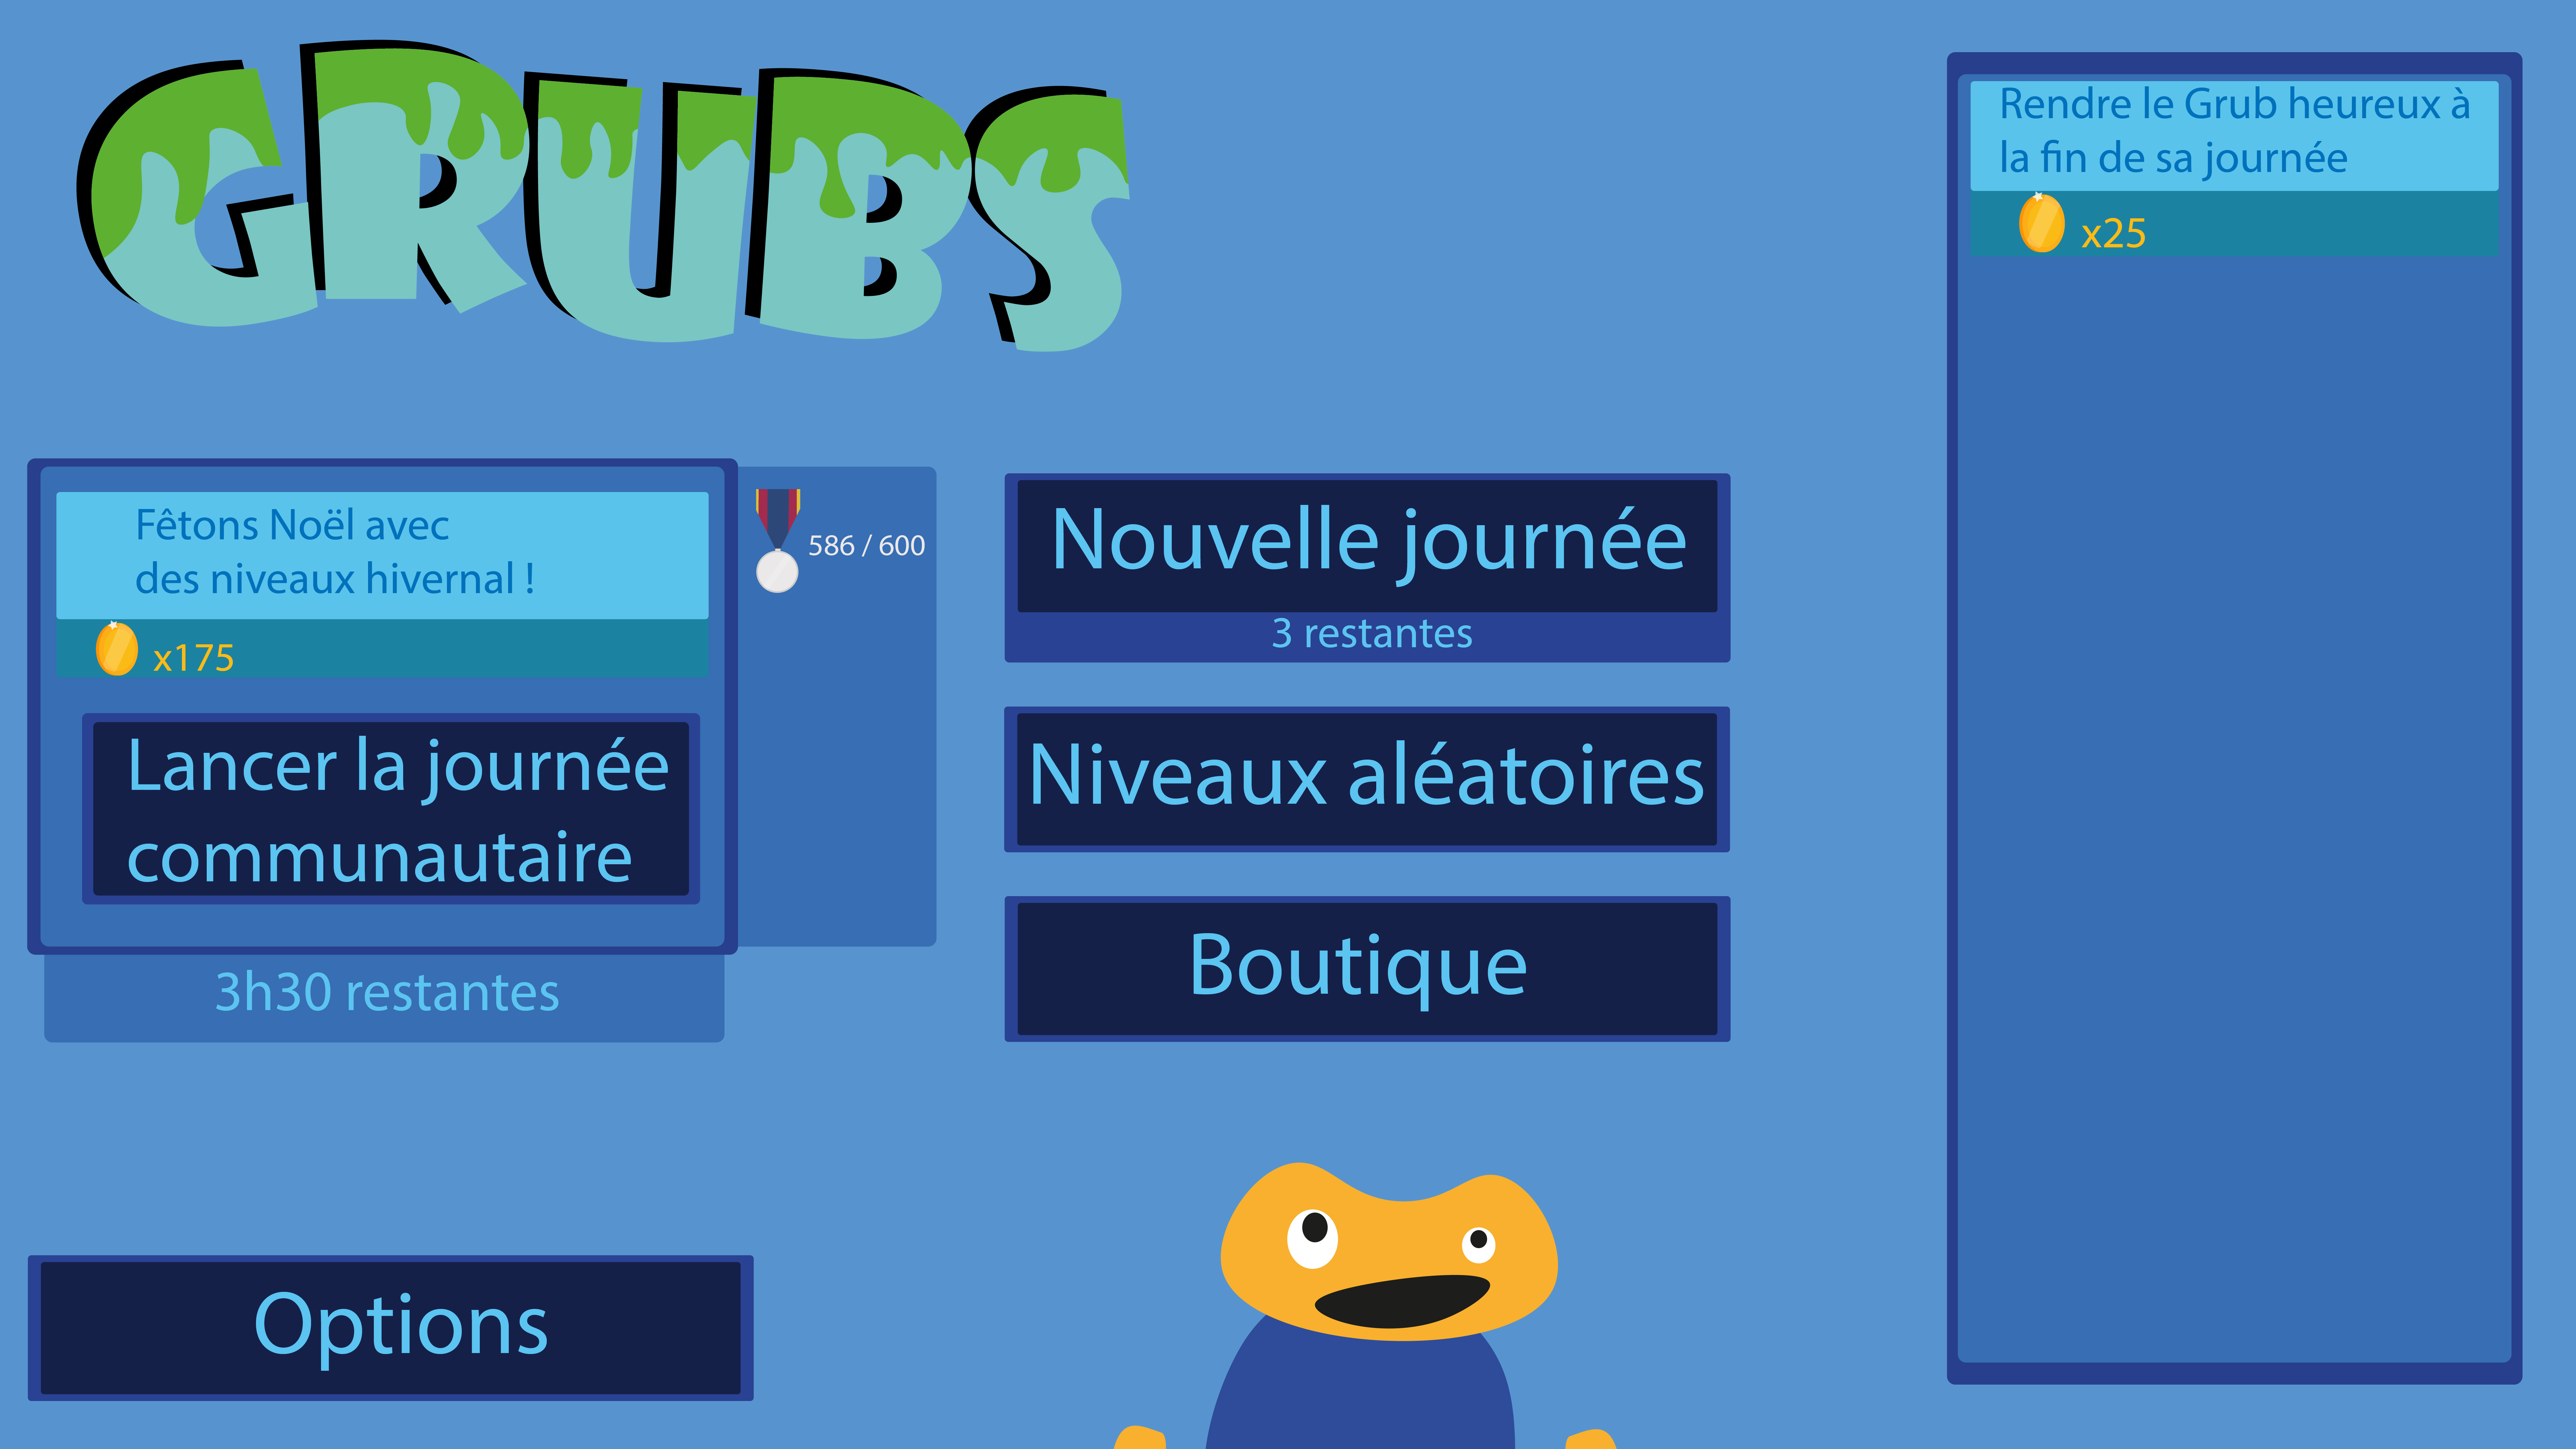 GRUBS
Rendre le Grub heureux à
la fin de sa journée
x25
Fêtons Noël avec
des niveaux hivernal !
x175
586 / 600
Lancer la journée
communautaire
3h30 restantes
Nouvelle journée
3 restantes
Niveaux aléatoires
Boutique
Options